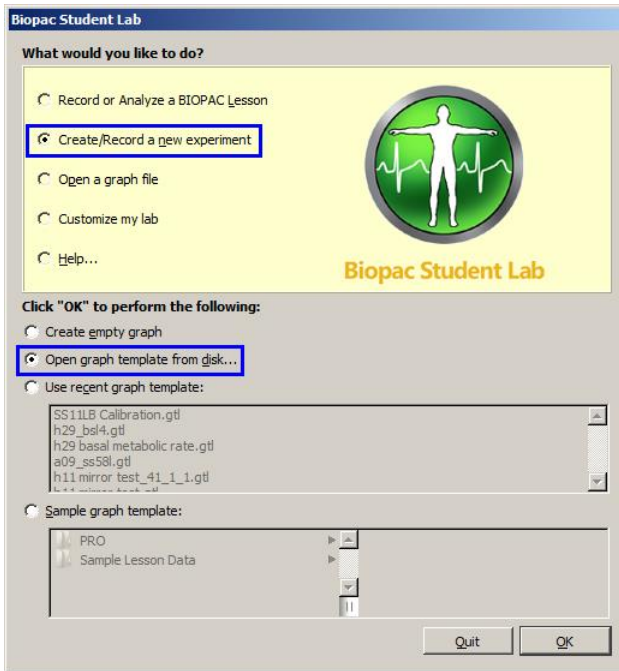 Biopac Student Lab
What would you like to do?
Record or Analyze a BIOPAC Lesson
Create/Record a new experiment
Open a graph file
Customize my lab
Help...
Biopac Student Lab
Click "OK" to perform the following:
Create empty graph
Open graph template from disk...
Use recent graph template:
SS11LB Calibration.gtl
h29_bsl4.gtl
h29 basal metabolic rate.gtl
a09_ss58l.gtl
h11 mirror test_41_1_1.gtl
Sample graph template:
PRO
Sample Lesson Data
Quit
OK